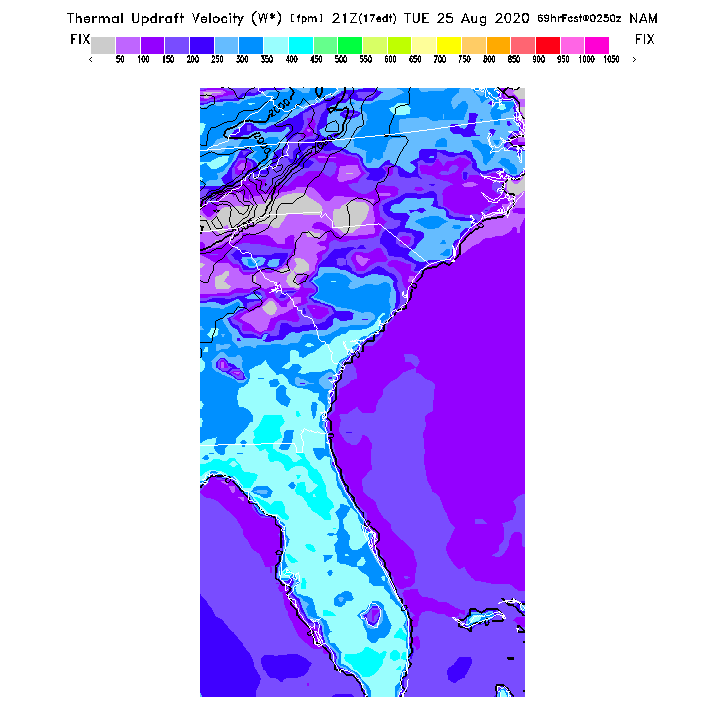 Thermal Updraft Velocity (W*) [fpm] 21Z(17edt) TUE 25 Aug 2020 69hrFcst@0250z NAM
FIX FIX
< 50 100 150 200 250 300 350 400 450 500 550 600 650 700 750 800 850 900 950 1000 1050 >
2000